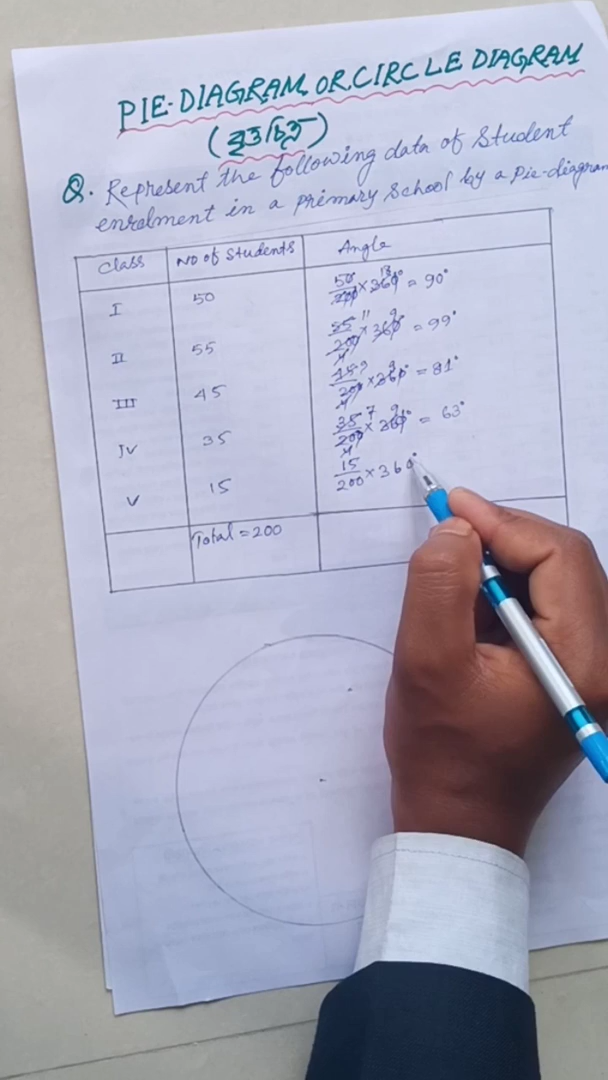 PIE-DIAGRAM OR CIRCLE DIAGRAM
(বৃত্তচিত্ৰ)
Q. Represent the following data of Student
enrolment in a primary School by a Pie-diagram
Class No of Students Angle
I 50 50/200 × 360° = 90°
II 55 55/200 × 360° = 99°
III 45 45/200 × 360° = 81°
IV 35 35/200 × 360° = 63°
V 15 15/200 × 360°
Total = 200